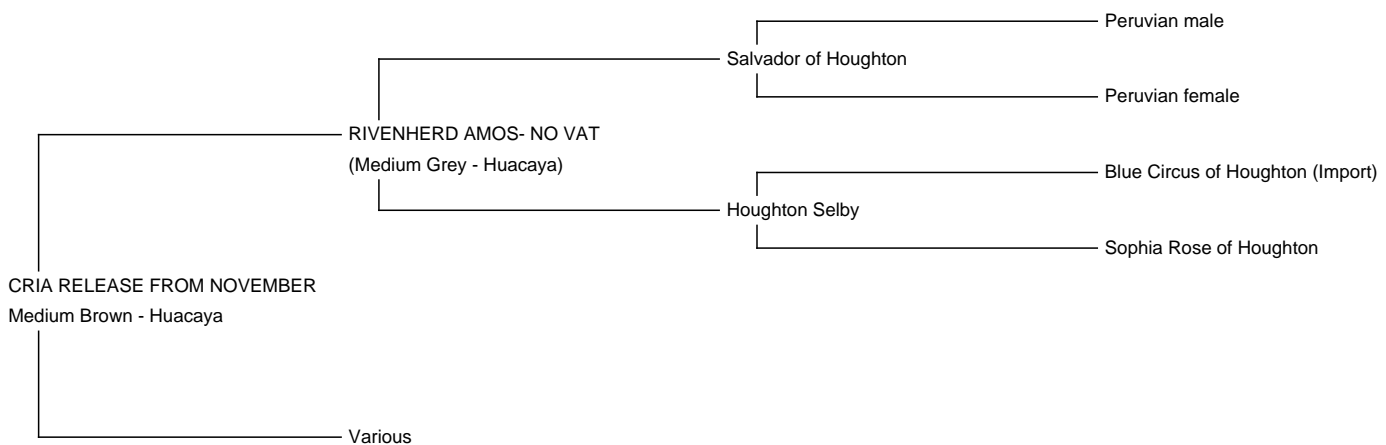 Peruvian male
Salvador of Houghton
Peruvian female
RIVENHERD AMOS- NO VAT
(Medium Grey - Huacaya)
Blue Circus of Houghton (Import)
Houghton Selby
Sophia Rose of Houghton
CRIA RELEASE FROM NOVEMBER
Medium Brown - Huacaya
Various